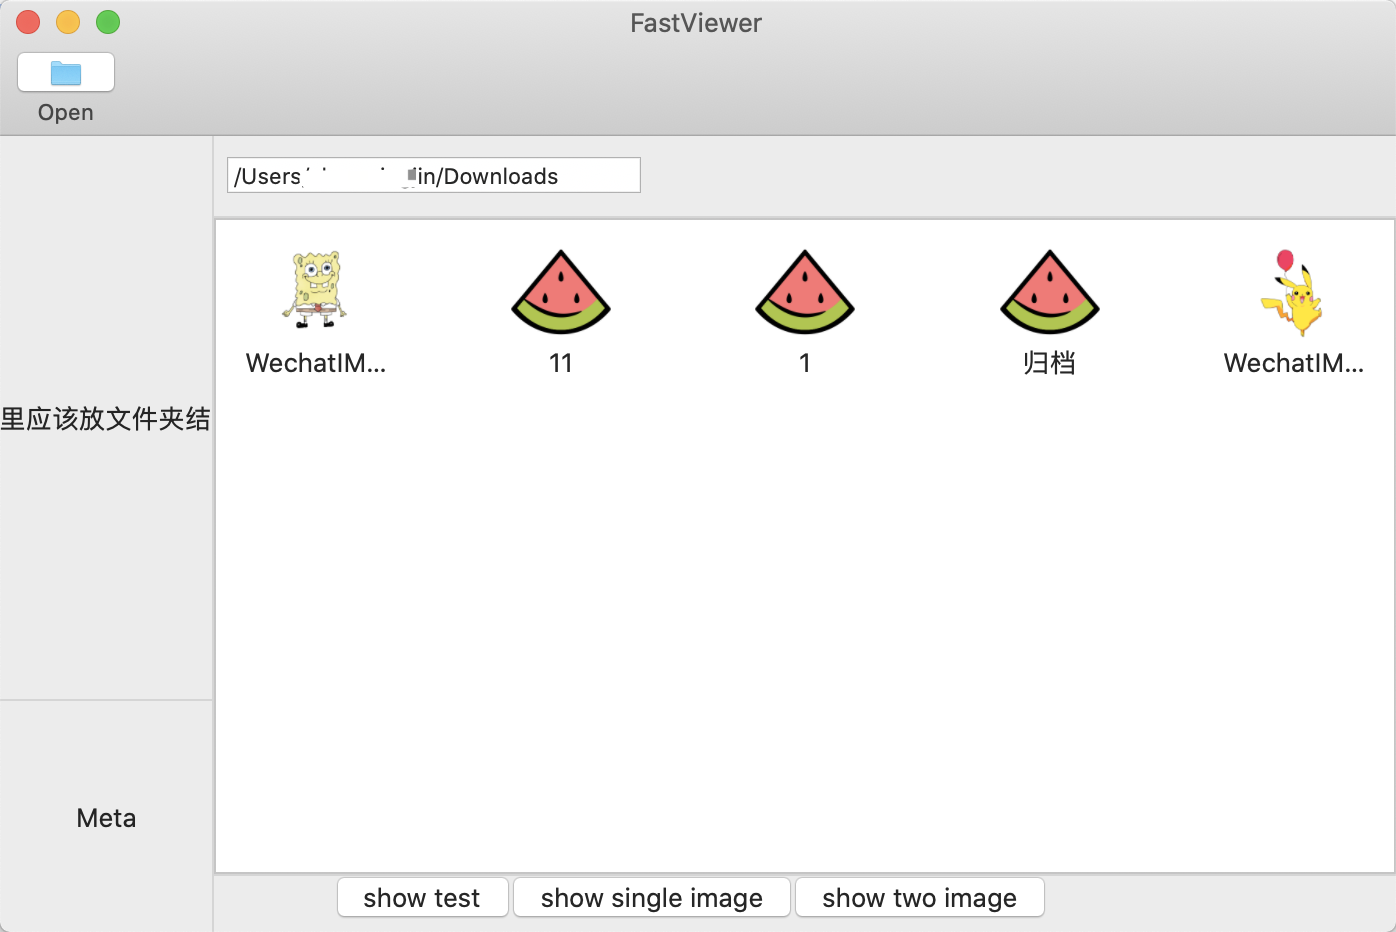 FastViewer
Open
/Users in/Downloads
WechatIM...
11
1
归档
WechatIM...
里应该放文件夹结
Meta
show test
show single image
show two image